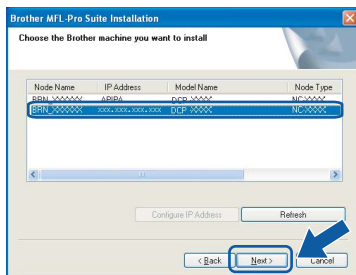 Brother MFL-Pro Suite Installation
Choose the Brother machine you want to install
Node Name IP Address Model Name Node Type
BRN_XXXXXX APIPA DCP-XXXX NC-XXXX
BRN_XXXXXX xxx.xxx.xxx.xxx DCP-XXXX NC-XXXX
Configure IP Address Refresh
< Back Next > Cancel